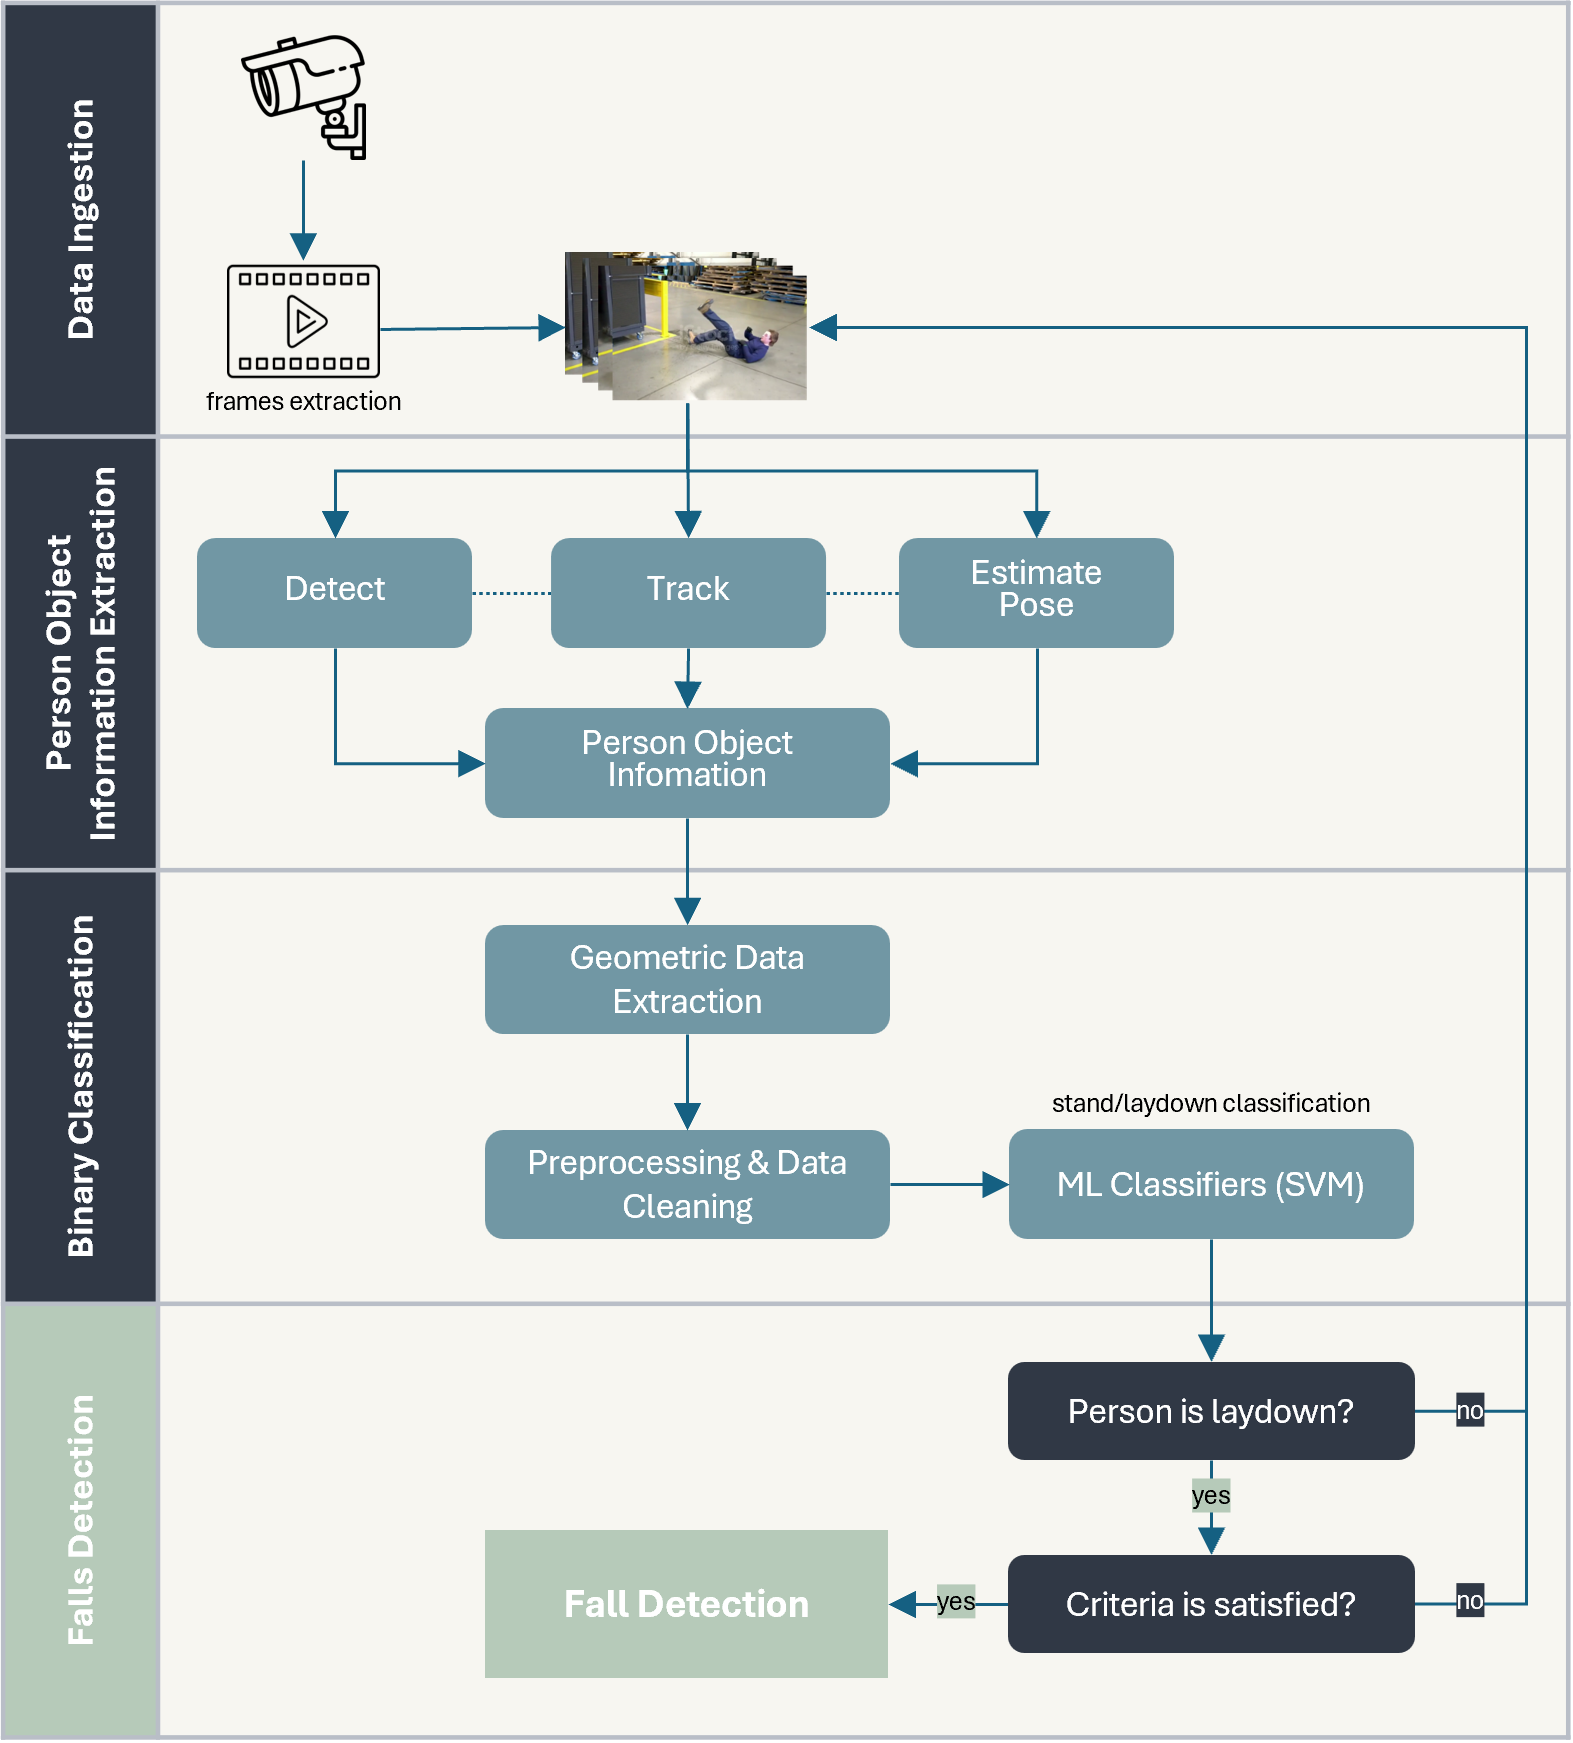 Data Ingestion
frames extraction
Person Object
Information Extraction
Detect
Track
Estimate
Pose
Person Object
Infomation
Binary Classification
Geometric Data
Extraction
Preprocessing & Data
Cleaning
stand/laydown classification
ML Classifiers (SVM)
Falls Detection
Person is laydown?
no
yes
Criteria is satisfied?
no
yes
Fall Detection